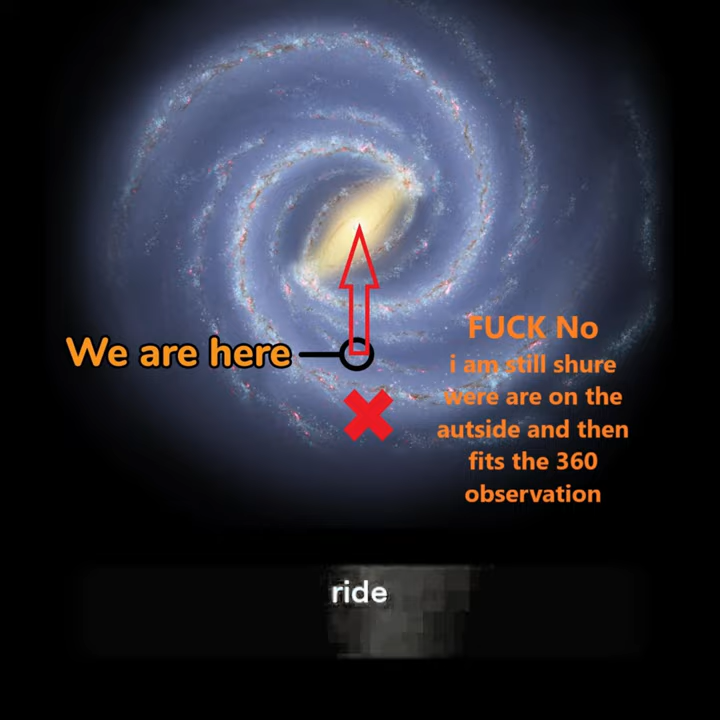 We are here
FUCK No
i am still shure
were are on the
autside and then
fits the 360
observation
ride